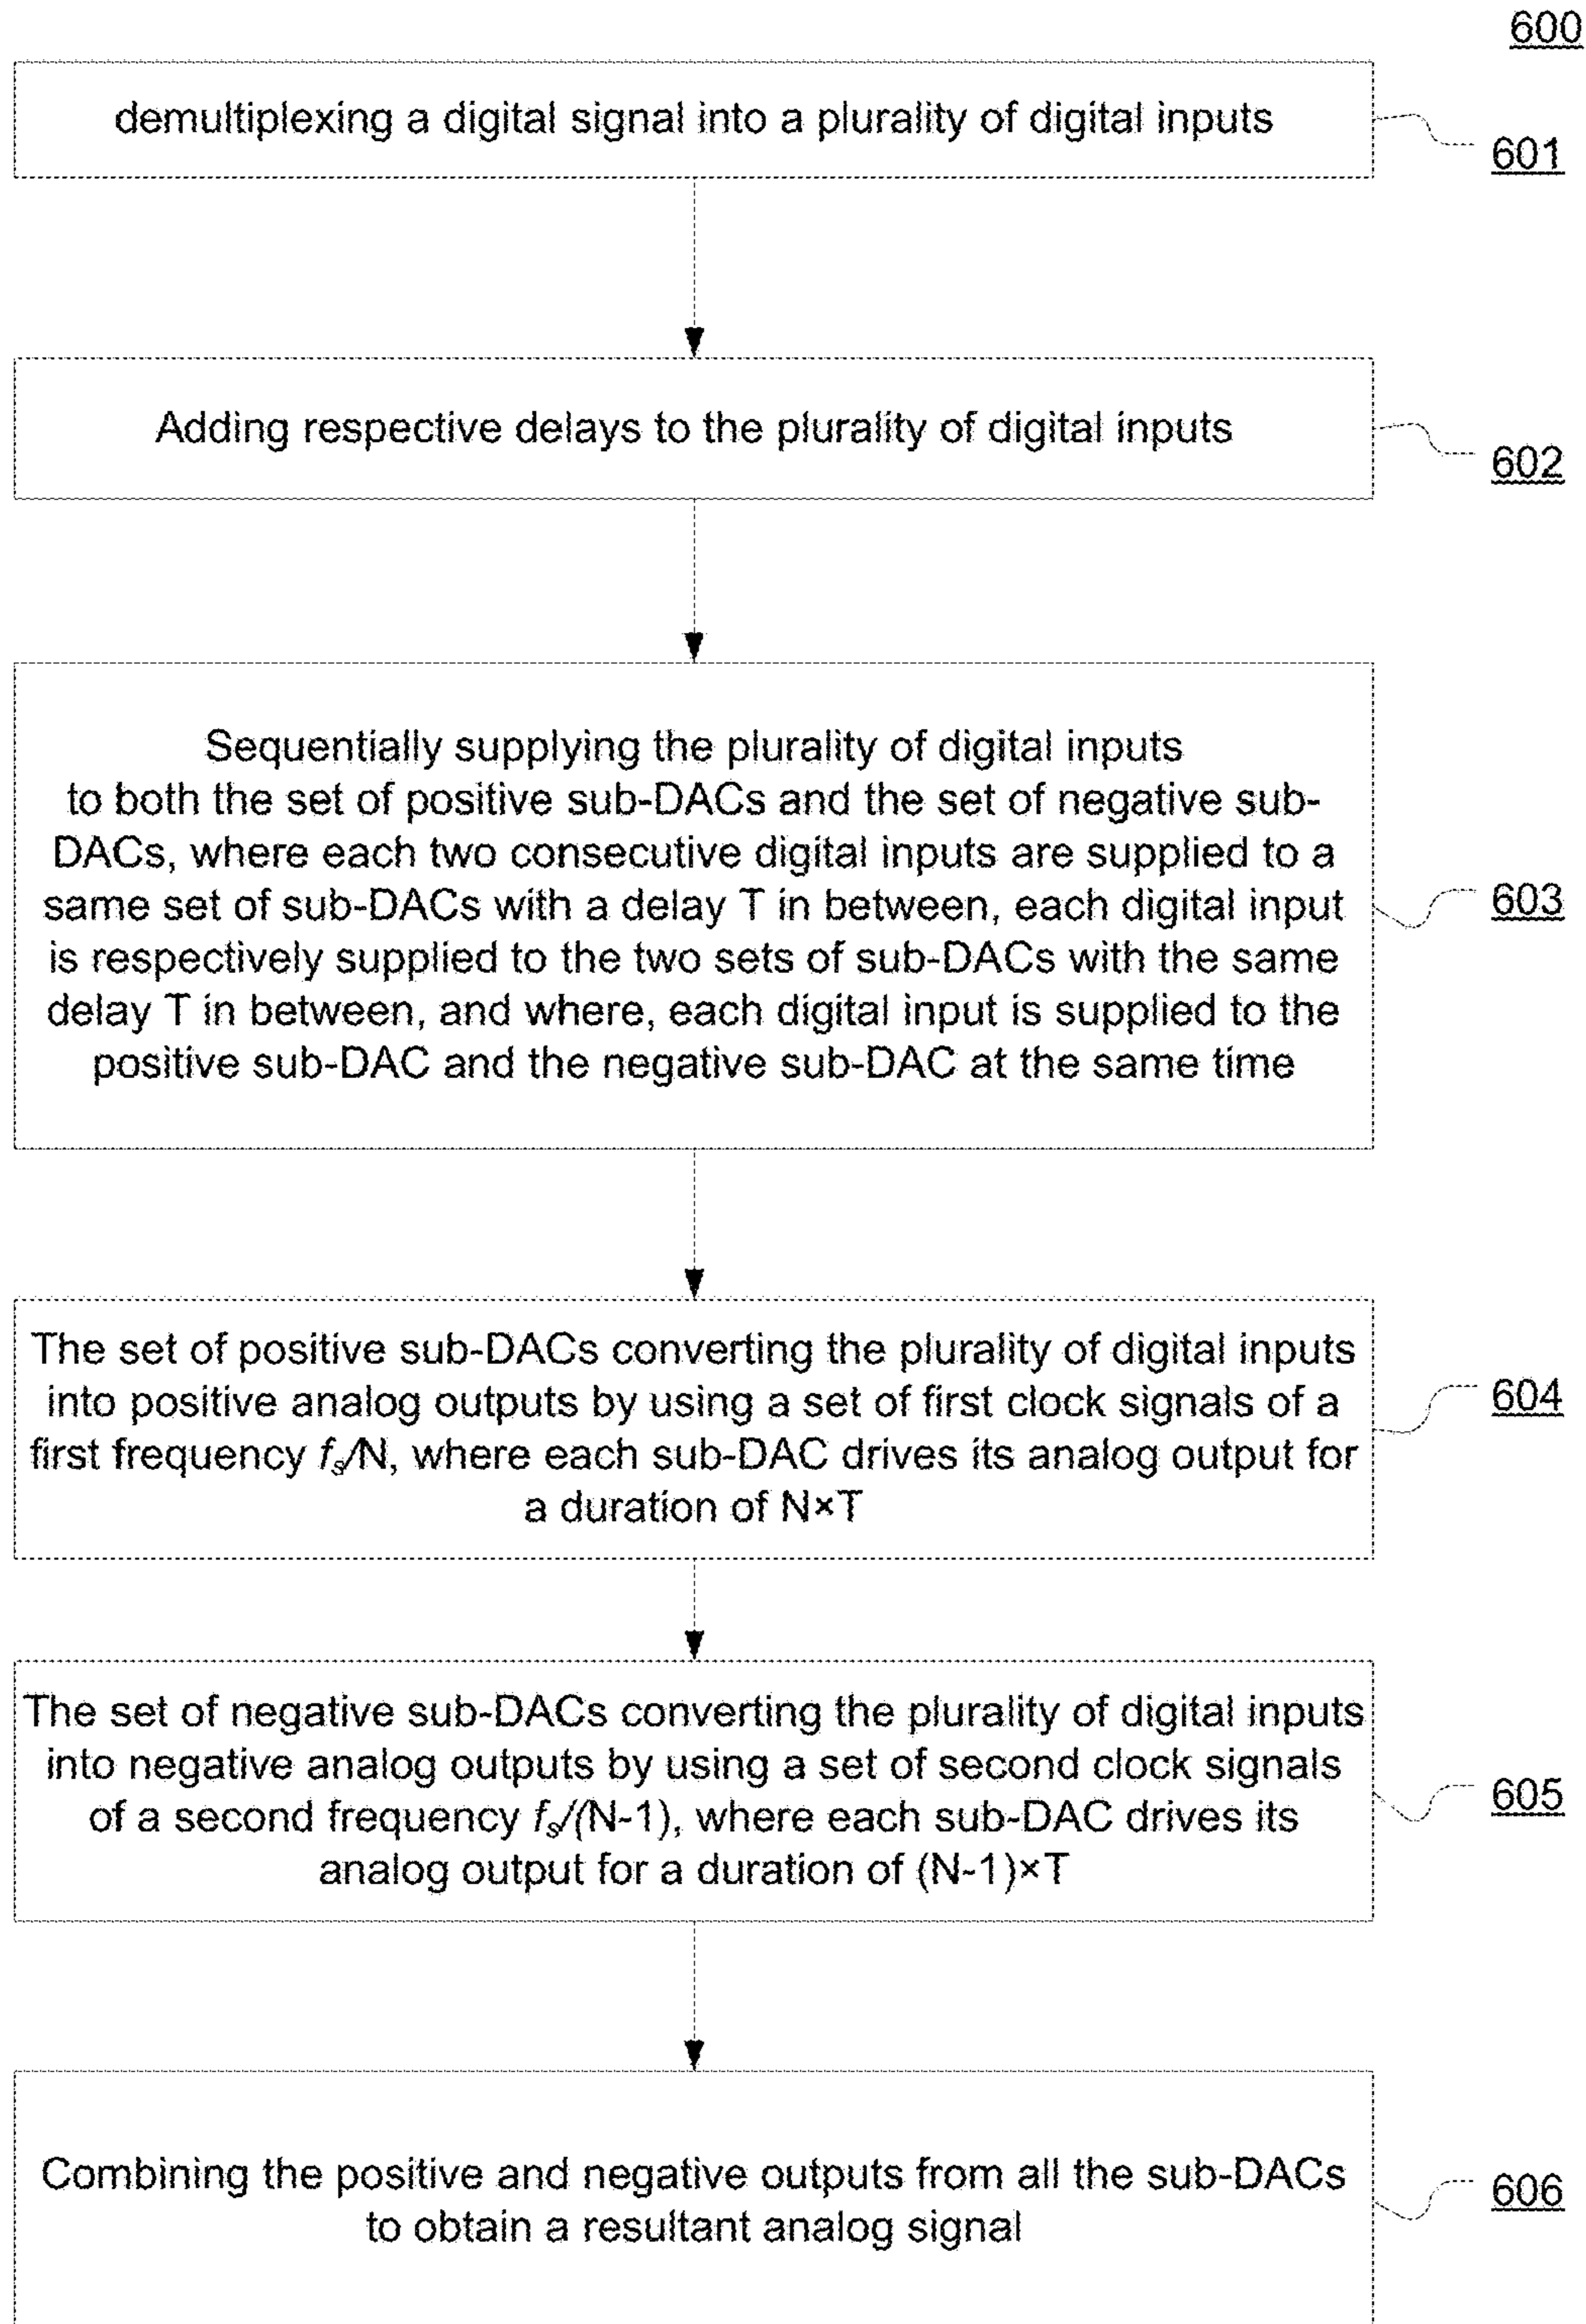 600
demultiplexing a digital signal into a plurality of digital inputs
601
Adding respective delays to the plurality of digital inputs
602
Sequentially supplying the plurality of digital inputs
to both the set of positive sub-DACs and the set of negative sub-
DACs, where each two consecutive digital inputs are supplied to a
same set of sub-DACs with a delay T in between, each digital input
is respectively supplied to the two sets of sub-DACs with the same
delay T in between, and where, each digital input is supplied to the
positive sub-DAC and the negative sub-DAC at the same time
603
The set of positive sub-DACs converting the plurality of digital inputs
into positive analog outputs by using a set of first clock signals of a
first frequency fs/N, where each sub-DAC drives its analog output for
a duration of N×T
604
The set of negative sub-DACs converting the plurality of digital inputs
into negative analog outputs by using a set of second clock signals
of a second frequency fs/(N-1), where each sub-DAC drives its
analog output for a duration of (N-1)×T
605
Combining the positive and negative outputs from all the sub-DACs
to obtain a resultant analog signal
606